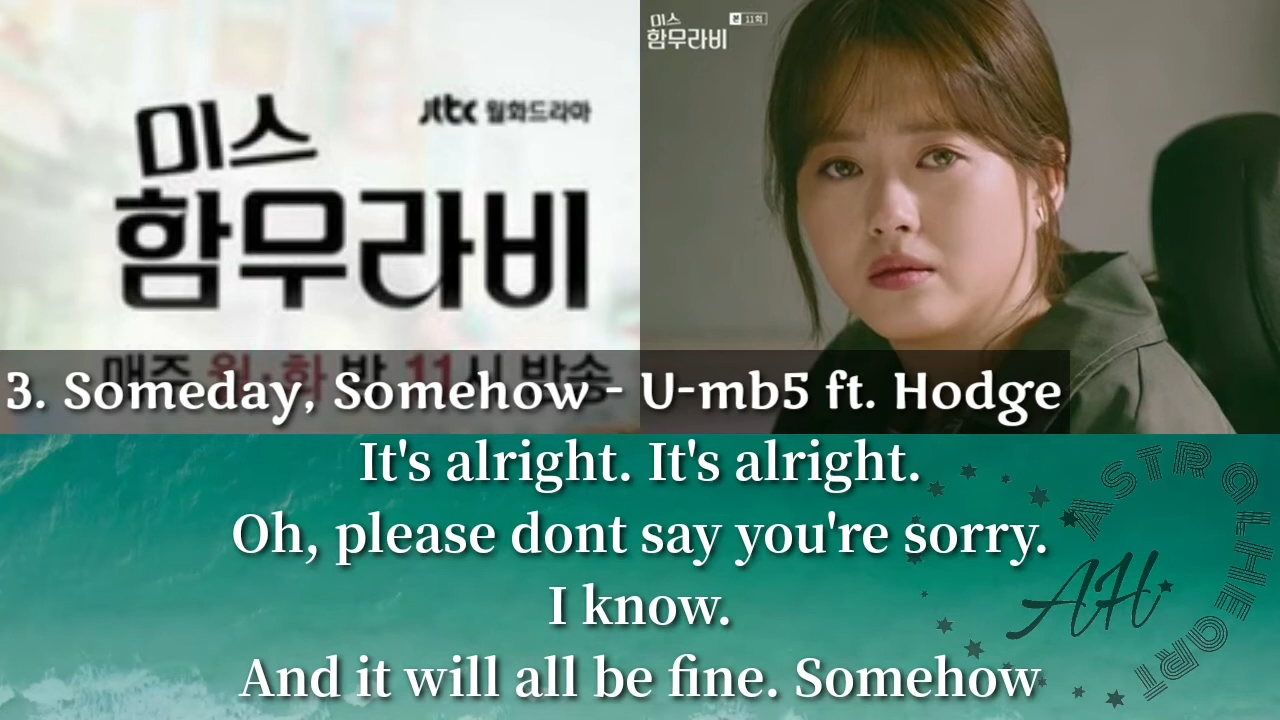 미스
함무라비
jtbc 월화드라마
미스
함무라비
본 11회
매주 월·화 밤 11시 방송
3. Someday, Somehow - U-mb5 ft. Hodge
It's alright. It's alright.
Oh, please dont say you're sorry.
I know.
And it will all be fine. Somehow
ASTROLHEART
AH